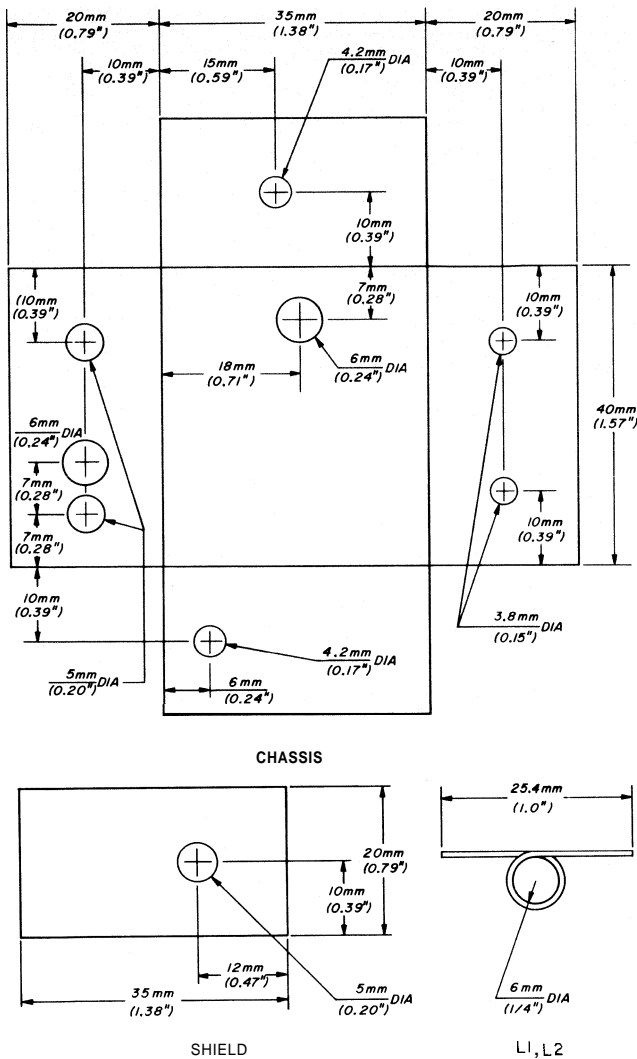 20mm
(0.79")
35mm
(1.38")
20mm
(0.79")
10mm
(0.39")
15mm
(0.59")
4.2mm
(0.17") DIA
10mm
(0.39")
10mm
(0.39")
(10mm
(0.39")
7mm
(0.28")
10mm
(0.39")
18mm
(0.71")
6mm
(0.24") DIA
40mm
(1.57")
6mm
(0.24") DIA
7mm
(0.28")
7mm
(0.28")
10mm
(0.39")
10mm
(0.39")
3.8mm
(0.15") DIA
4.2mm
(0.17") DIA
5mm
(0.20") DIA
6mm
(0.24")
CHASSIS
25.4mm
(1.0")
20mm
(0.79")
10mm
(0.39")
12mm
(0.47")
35mm
(1.38")
5mm
(0.20") DIA
6mm
(1/4") DIA
SHIELD
L1, L2